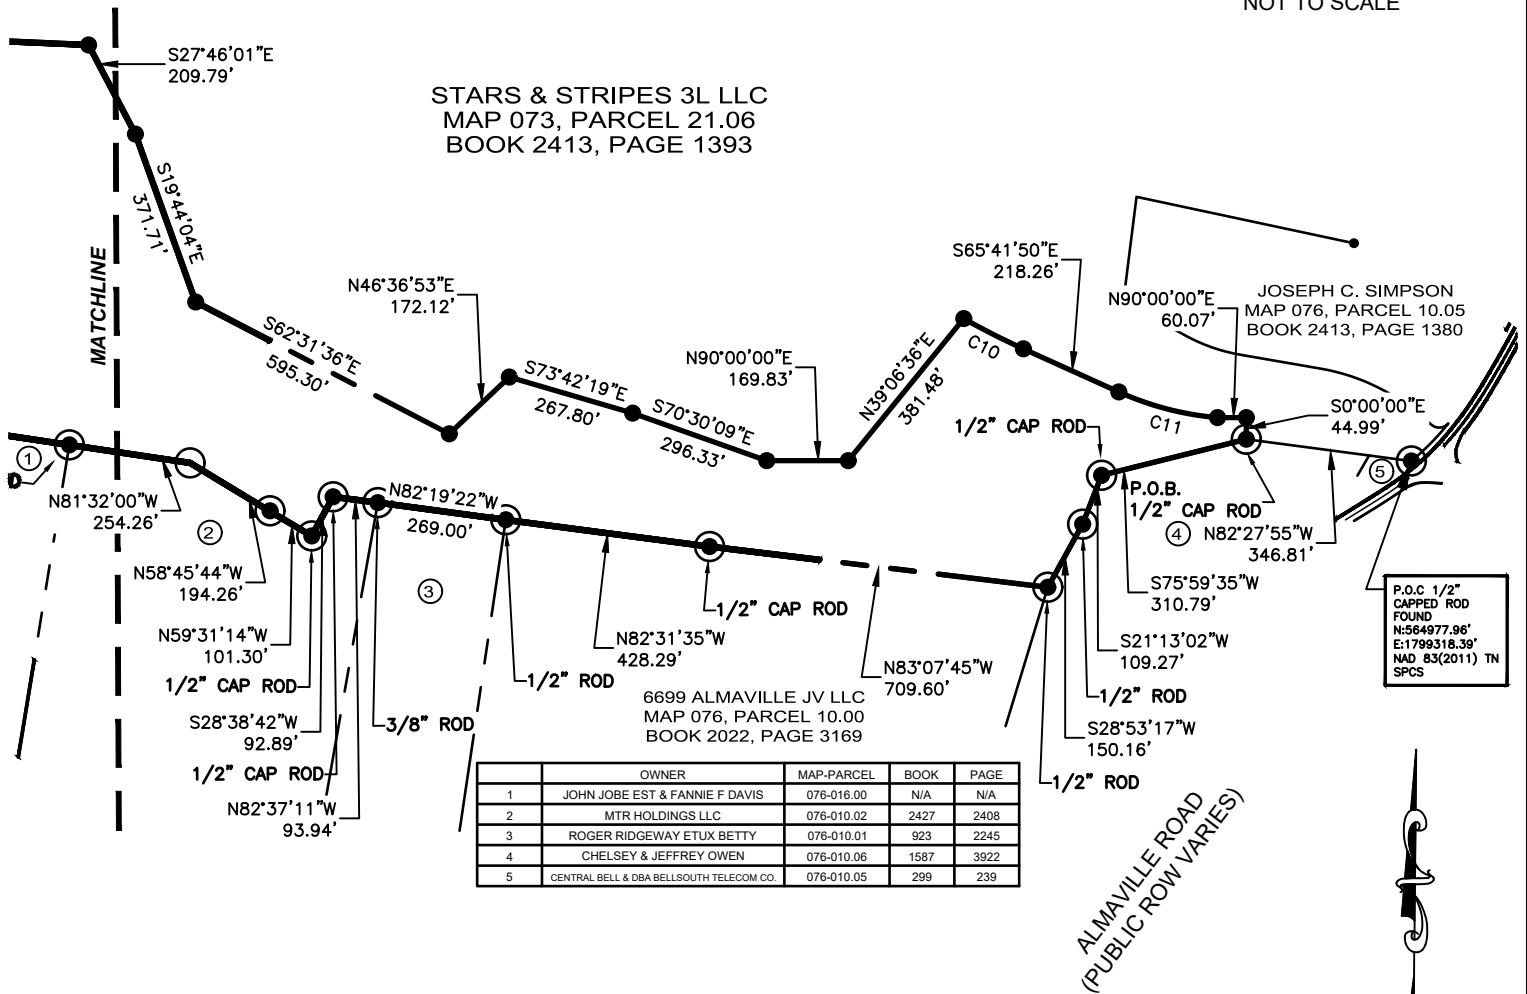 NOT TO SCALE
S27°46'01"E
209.79'
STARS & STRIPES 3L LLC
MAP 073, PARCEL 21.06
BOOK 2413, PAGE 1393
S19°44'04"E
371.71'
MATCHLINE
S62°31'36"E
595.30'
N46°36'53"E
172.12'
S73°42'19"E
267.80'
S70°30'09"E
296.33'
N90°00'00"E
169.83'
N39°06'36"E
381.48'
C10
S65°41'50"E
218.26'
C11
N90°00'00"E
60.07'
JOSEPH C. SIMPSON
MAP 076, PARCEL 10.05
BOOK 2413, PAGE 1380
S0°00'00"E
44.99'
1/2" CAP ROD
P.O.B.
1/2" CAP ROD
4
N82°27'55"W
346.81'
5
P.O.C 1/2"
CAPPED ROD
FOUND
N:564977.96'
E:1799318.39'
NAD 83(2011) TN
SPCS
S75°59'35"W
310.79'
S21°13'02"W
109.27'
1/2" ROD
S28°53'17"W
150.16'
1/2" ROD
1
D
N81°32'00"W
254.26'
2
N58°45'44"W
194.26'
N59°31'14"W
101.30'
1/2" CAP ROD
S28°38'42"W
92.89'
1/2" CAP ROD
N82°37'11"W
93.94'
N82°19'22"W
269.00'
3
3/8" ROD
1/2" ROD
1/2" CAP ROD
N82°31'35"W
428.29'
N83°07'45"W
709.60'
6699 ALMAVILLE JV LLC
MAP 076, PARCEL 10.00
BOOK 2022, PAGE 3169
OWNER MAP-PARCEL BOOK PAGE
1 JOHN JOBE EST & FANNIE F DAVIS 076-016.00 N/A N/A
2 MTR HOLDINGS LLC 076-010.02 2427 2408
3 ROGER RIDGEWAY ETUX BETTY 076-010.01 923 2245
4 CHELSEY & JEFFREY OWEN 076-010.06 1587 3922
5 CENTRAL BELL & DBA BELLSOUTH TELECOM CO. 076-010.05 299 239
ALMAVILLE ROAD
(PUBLIC ROW VARIES)